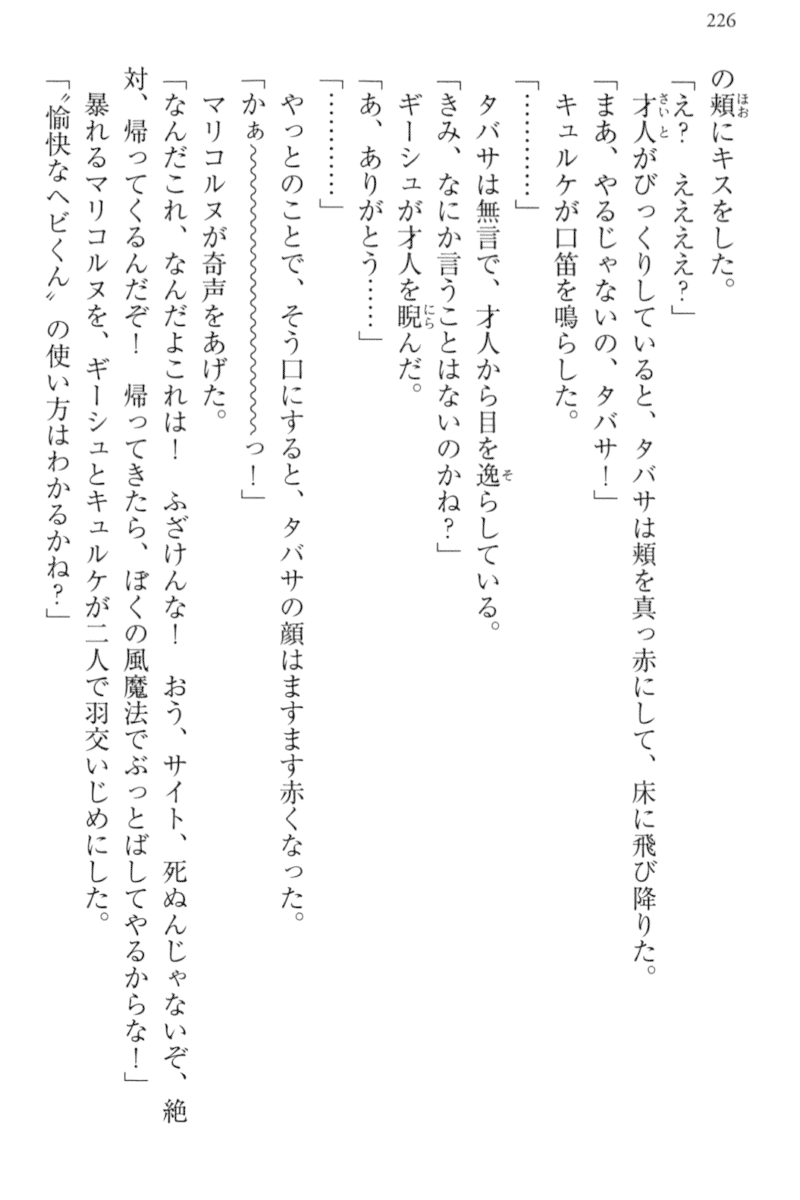 226
の頬にキスをした。
「え？　ええええ？」
　才人がびっくりしていると、タバサは頬を真っ赤にして、床に飛び降りた。
「まあ、やるじゃないの、タバサ！」
　キュルケが口笛を鳴らした。
「…………」
　タバサは無言で、才人から目を逸らしている。
「きみ、なにか言うことはないのかね？」
　ギーシュが才人を睨んだ。
「あ、ありがとう……」
「…………」
　やっとのことで、そう口にすると、タバサの顔はますます赤くなった。
「かぁ〜〜〜〜〜〜〜〜〜〜〜〜っ！」
　マリコルヌが奇声をあげた。
「なんだこれ、なんだよこれは！　ふざけんな！　おう、サイト、死ぬんじゃないぞ、絶
対、帰ってくるんだぞ！　帰ってきたら、ぼくの風魔法でぶっとばしてやるからな！」
　暴れるマリコルヌを、ギーシュとキュルケが二人で羽交いじめにした。
「〝愉快なヘビくん〟の使い方はわかるかね？」